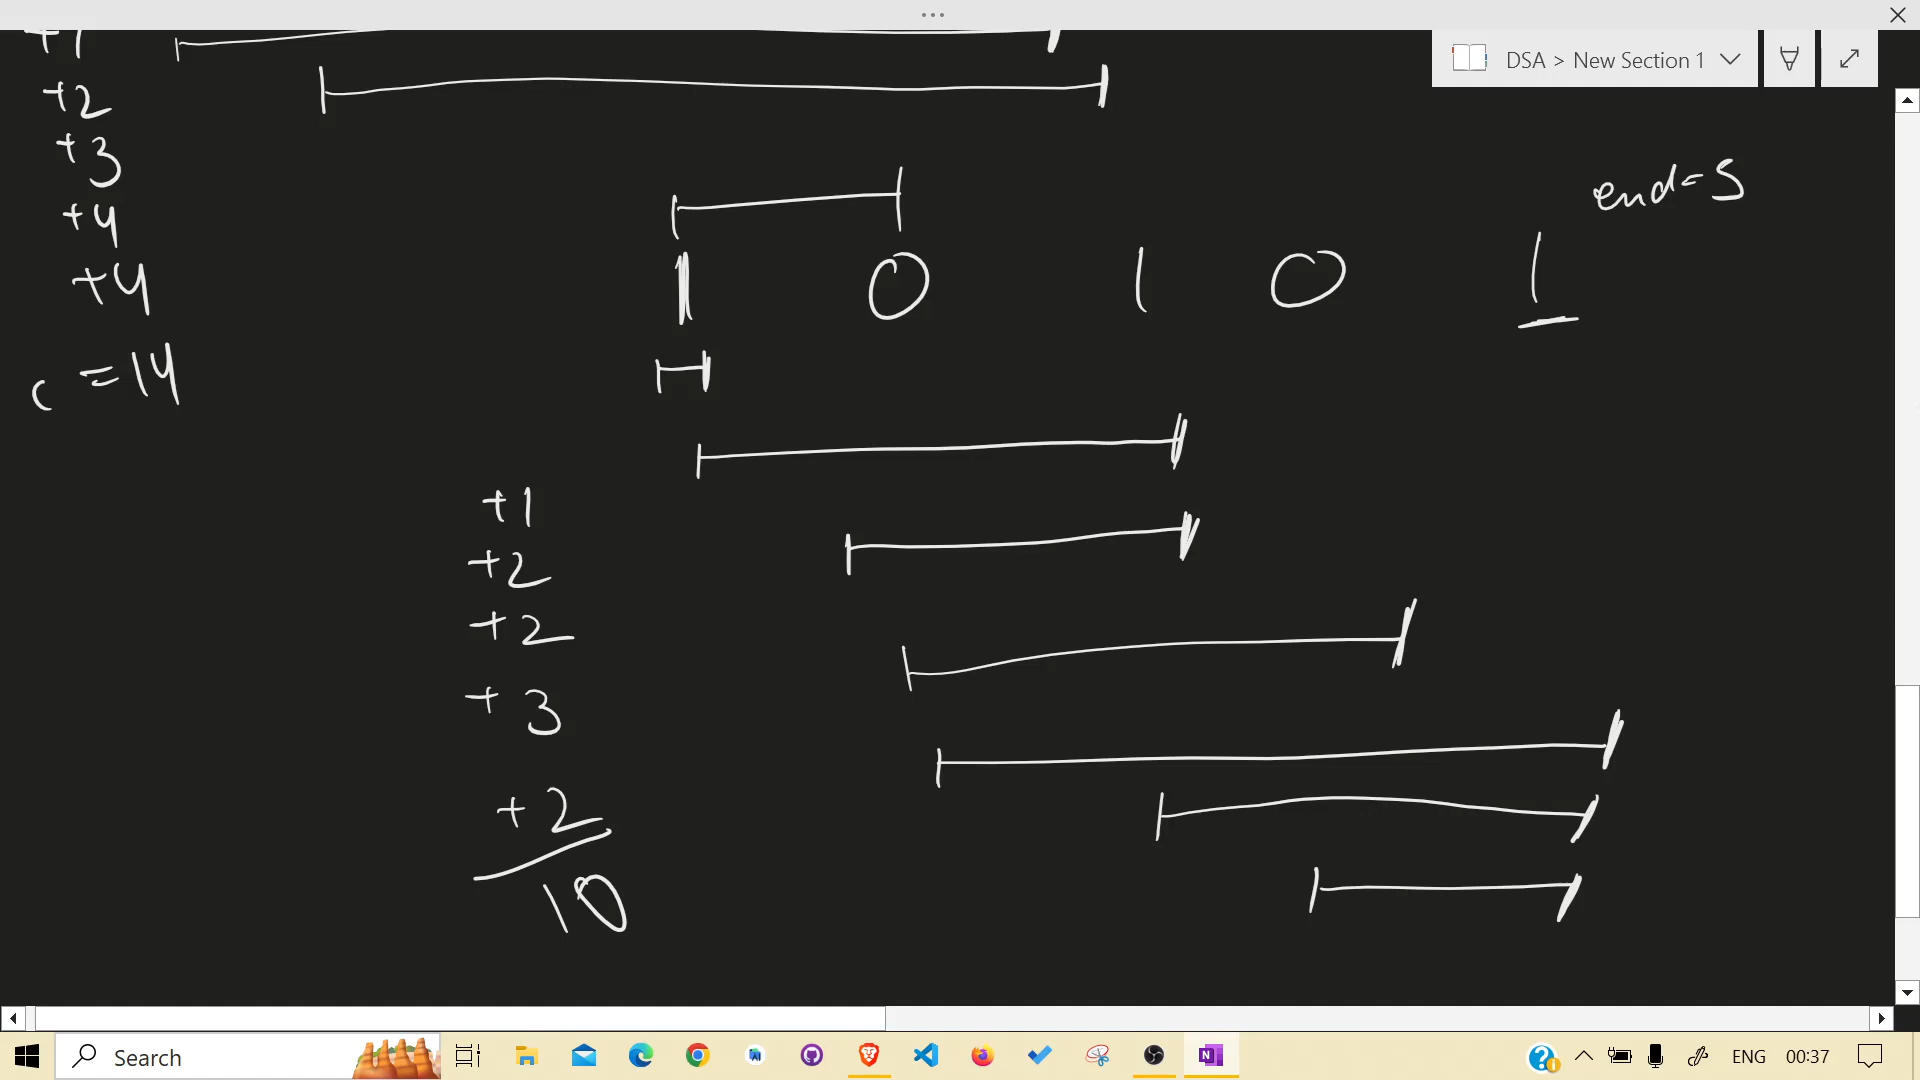 DSA > New Section 1
+1
+2
+3
+4
+4
c = 14
end=5
1 0 1 0 1
+1
+2
+2
+3
+2
10
Search
ENG 00:37